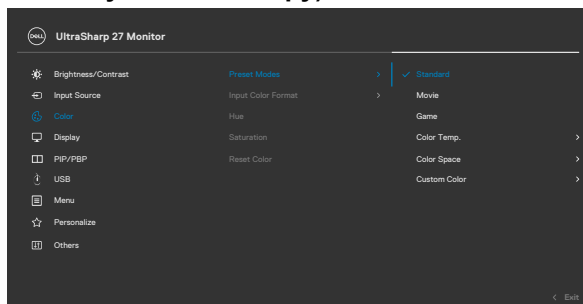 DELL UltraSharp 27 Monitor
Brightness/Contrast Preset Modes > ✓ Standard
Input Source Input Color Format > Movie
Color Hue Game
Display Saturation Color Temp. >
PIP/PBP Reset Color Color Space >
USB Custom Color >
Menu
Personalize
Others
< Exit